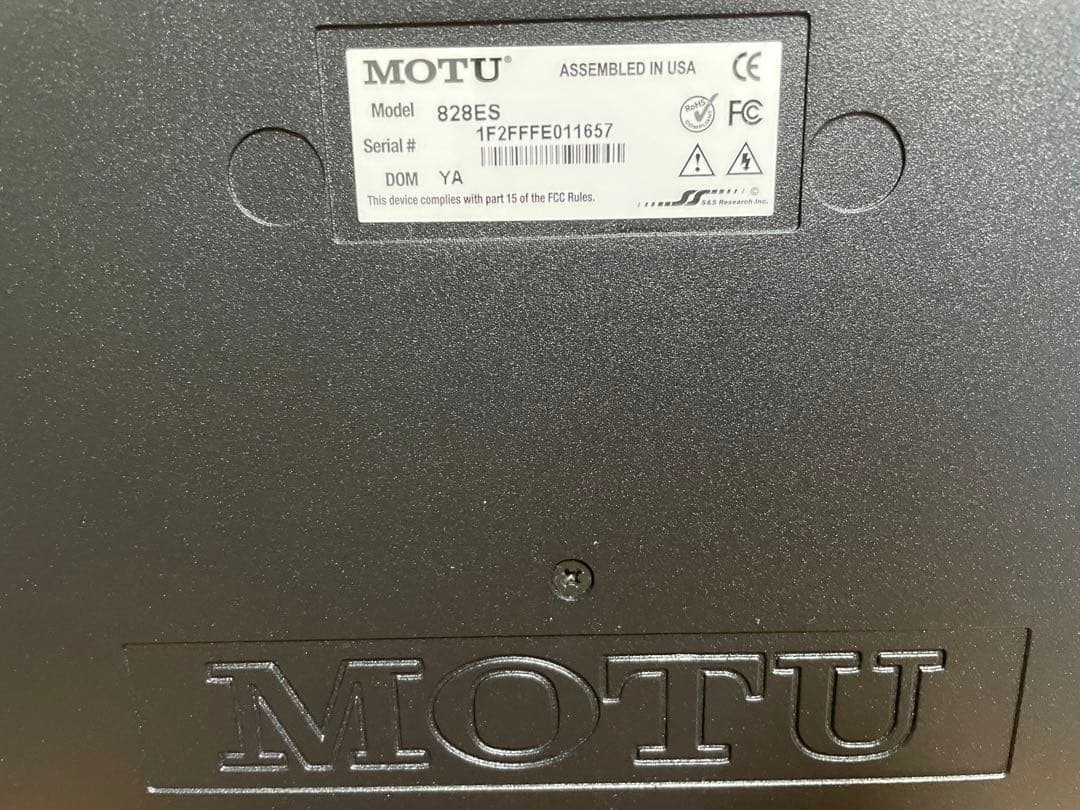 MOTU® ASSEMBLED IN USA CE
Model 828ES
RoHS COMPLIANT FC
Serial # 1F2FFFE011657
DOM YA
This device complies with part 15 of the FCC Rules.
© S&S Research Inc.
MOTU